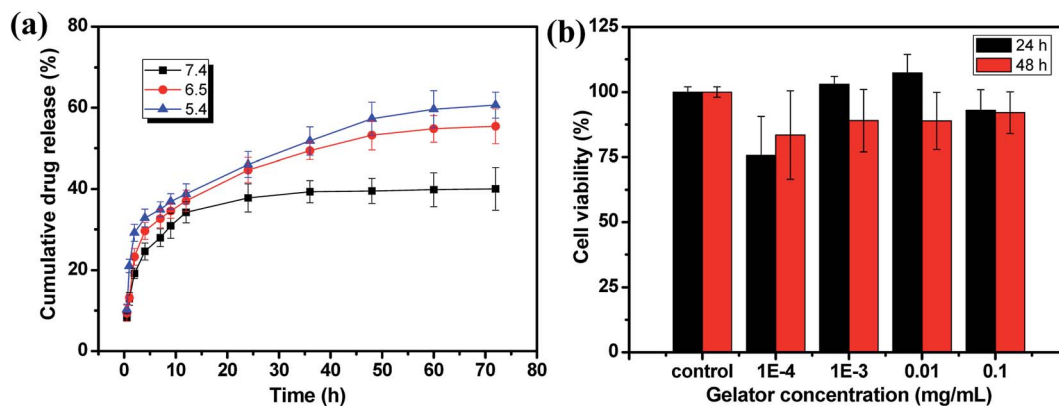 (a)
80
60
40
20
0
0 10 20 30 40 50 60 70 80
Cumulative drug release (%)
Time (h)
7.4
6.5
5.4
(b)
125
100
75
50
25
0
control 1E-4 1E-3 0.01 0.1
Cell viability (%)
Gelator concentration (mg/mL)
24 h
48 h